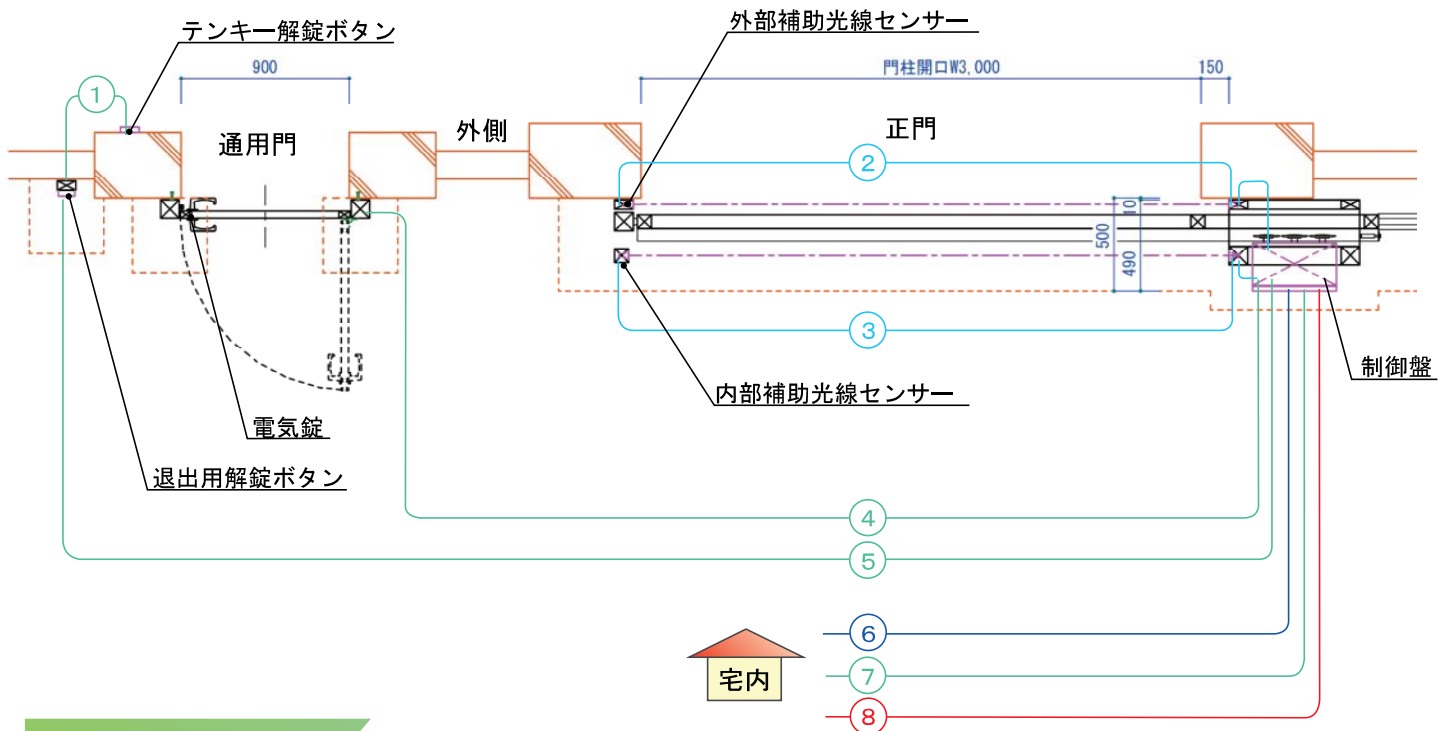 テンキー解錠ボタン
外部補助光線センサー
900
門柱開口W3,000
150
①
通用門
外側
正門
②
10
500
490
③
制御盤
内部補助光線センサー
電気錠
退出用解錠ボタン
④
⑤
⑥
宅内
⑦
⑧